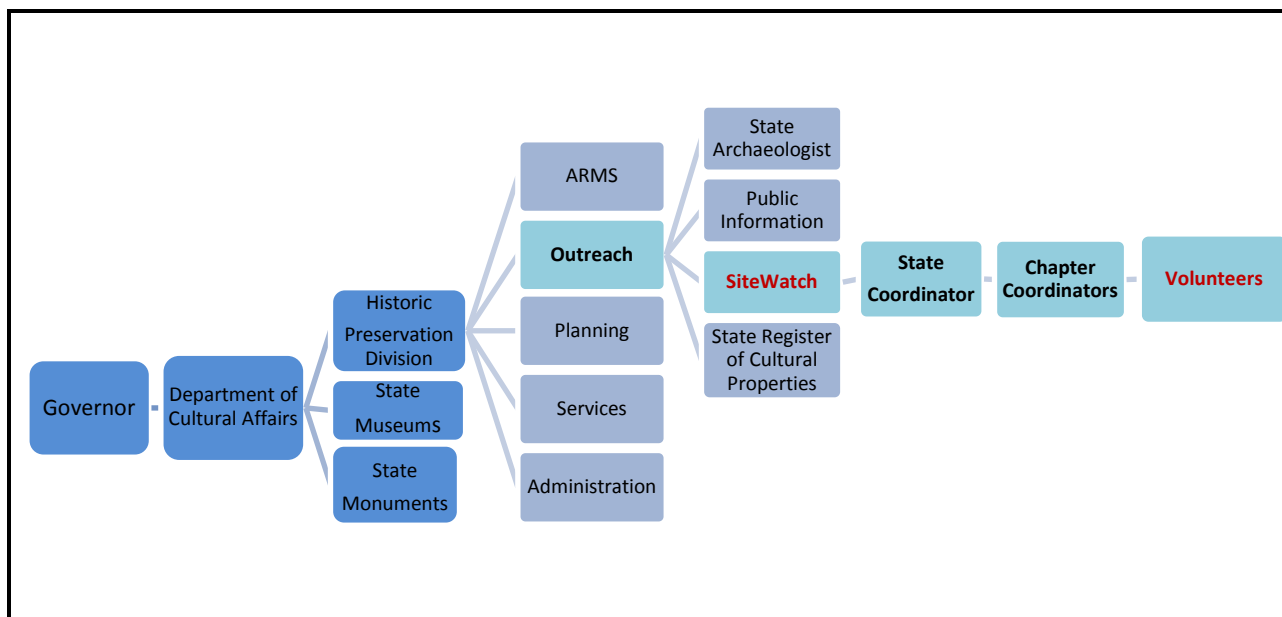 Governor
Department of
Cultural Affairs
Historic
Preservation
Division
State
Museums
State
Monuments
ARMS
Outreach
Planning
Services
Administration
State
Archaeologist
Public
Information
SiteWatch
State Register
of Cultural
Properties
State
Coordinator
Chapter
Coordinators
Volunteers